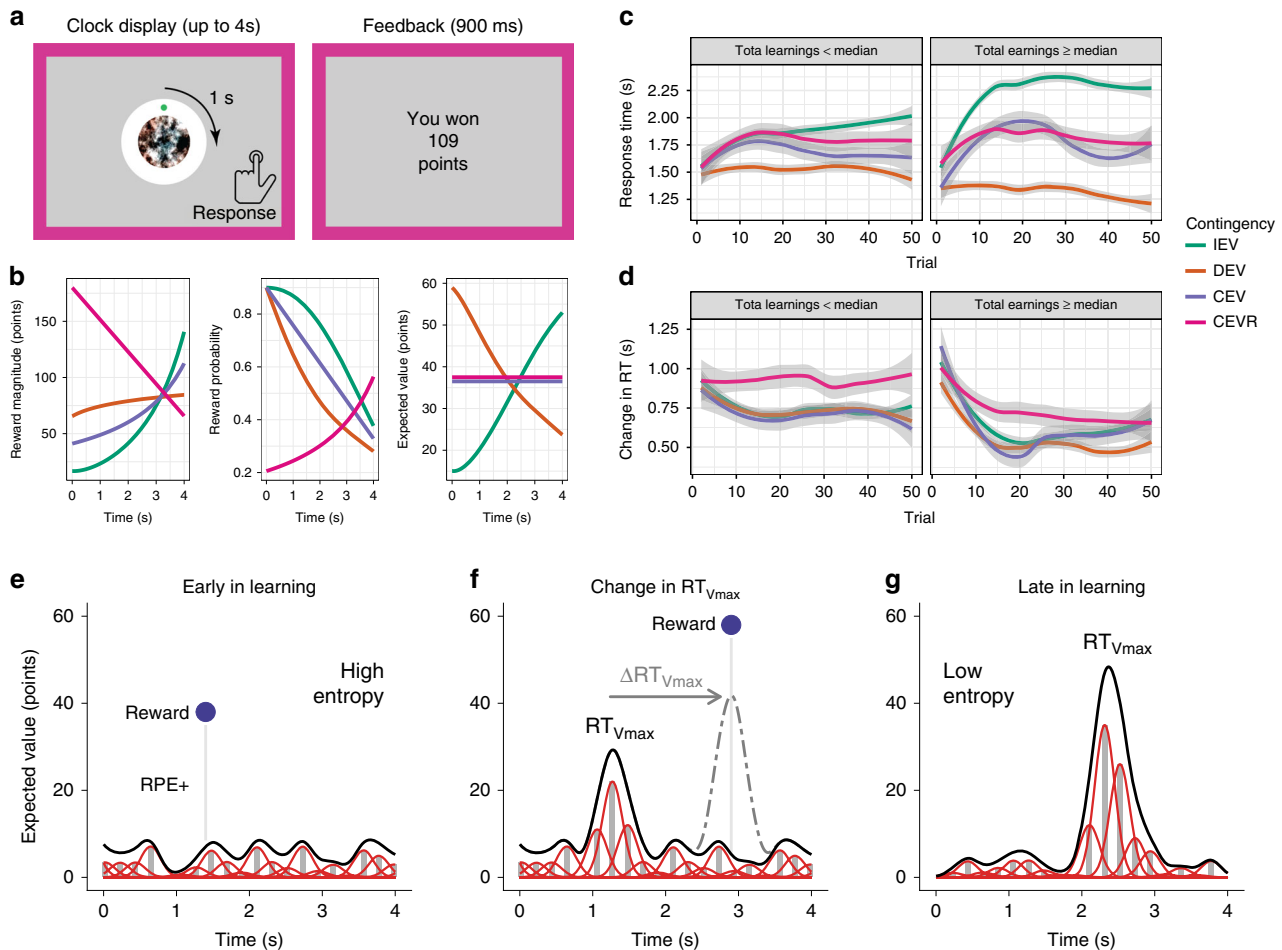 a
Clock display (up to 4s)
Feedback (900 ms)
1 s
Response
You won
109
points
b
Reward magnitude (points)
150
100
50
0 1 2 3 4
Time (s)
Reward probability
0.8
0.6
0.4
0.2
0 1 2 3 4
Time (s)
Expected value (points)
60
50
40
30
20
0 1 2 3 4
Time (s)
c
Tota learnings < median
Total earnings ≥ median
Response time (s)
2.25
2.00
1.75
1.50
1.25
0 10 20 30 40 50
0 10 20 30 40 50
Trial
d
Tota learnings < median
Total earnings ≥ median
Change in RT (s)
1.25
1.00
0.75
0.50
0 10 20 30 40 50
0 10 20 30 40 50
Trial
Contingency
IEV
DEV
CEV
CEVR
e
Early in learning
Expected value (points)
60
40
20
0
High
entropy
Reward
RPE+
0 1 2 3 4
Time (s)
f
Change in RTVmax
60
40
20
0
Reward
ΔRTVmax
RTVmax
0 1 2 3 4
Time (s)
g
Late in learning
60
40
20
0
RTVmax
Low
entropy
0 1 2 3 4
Time (s)